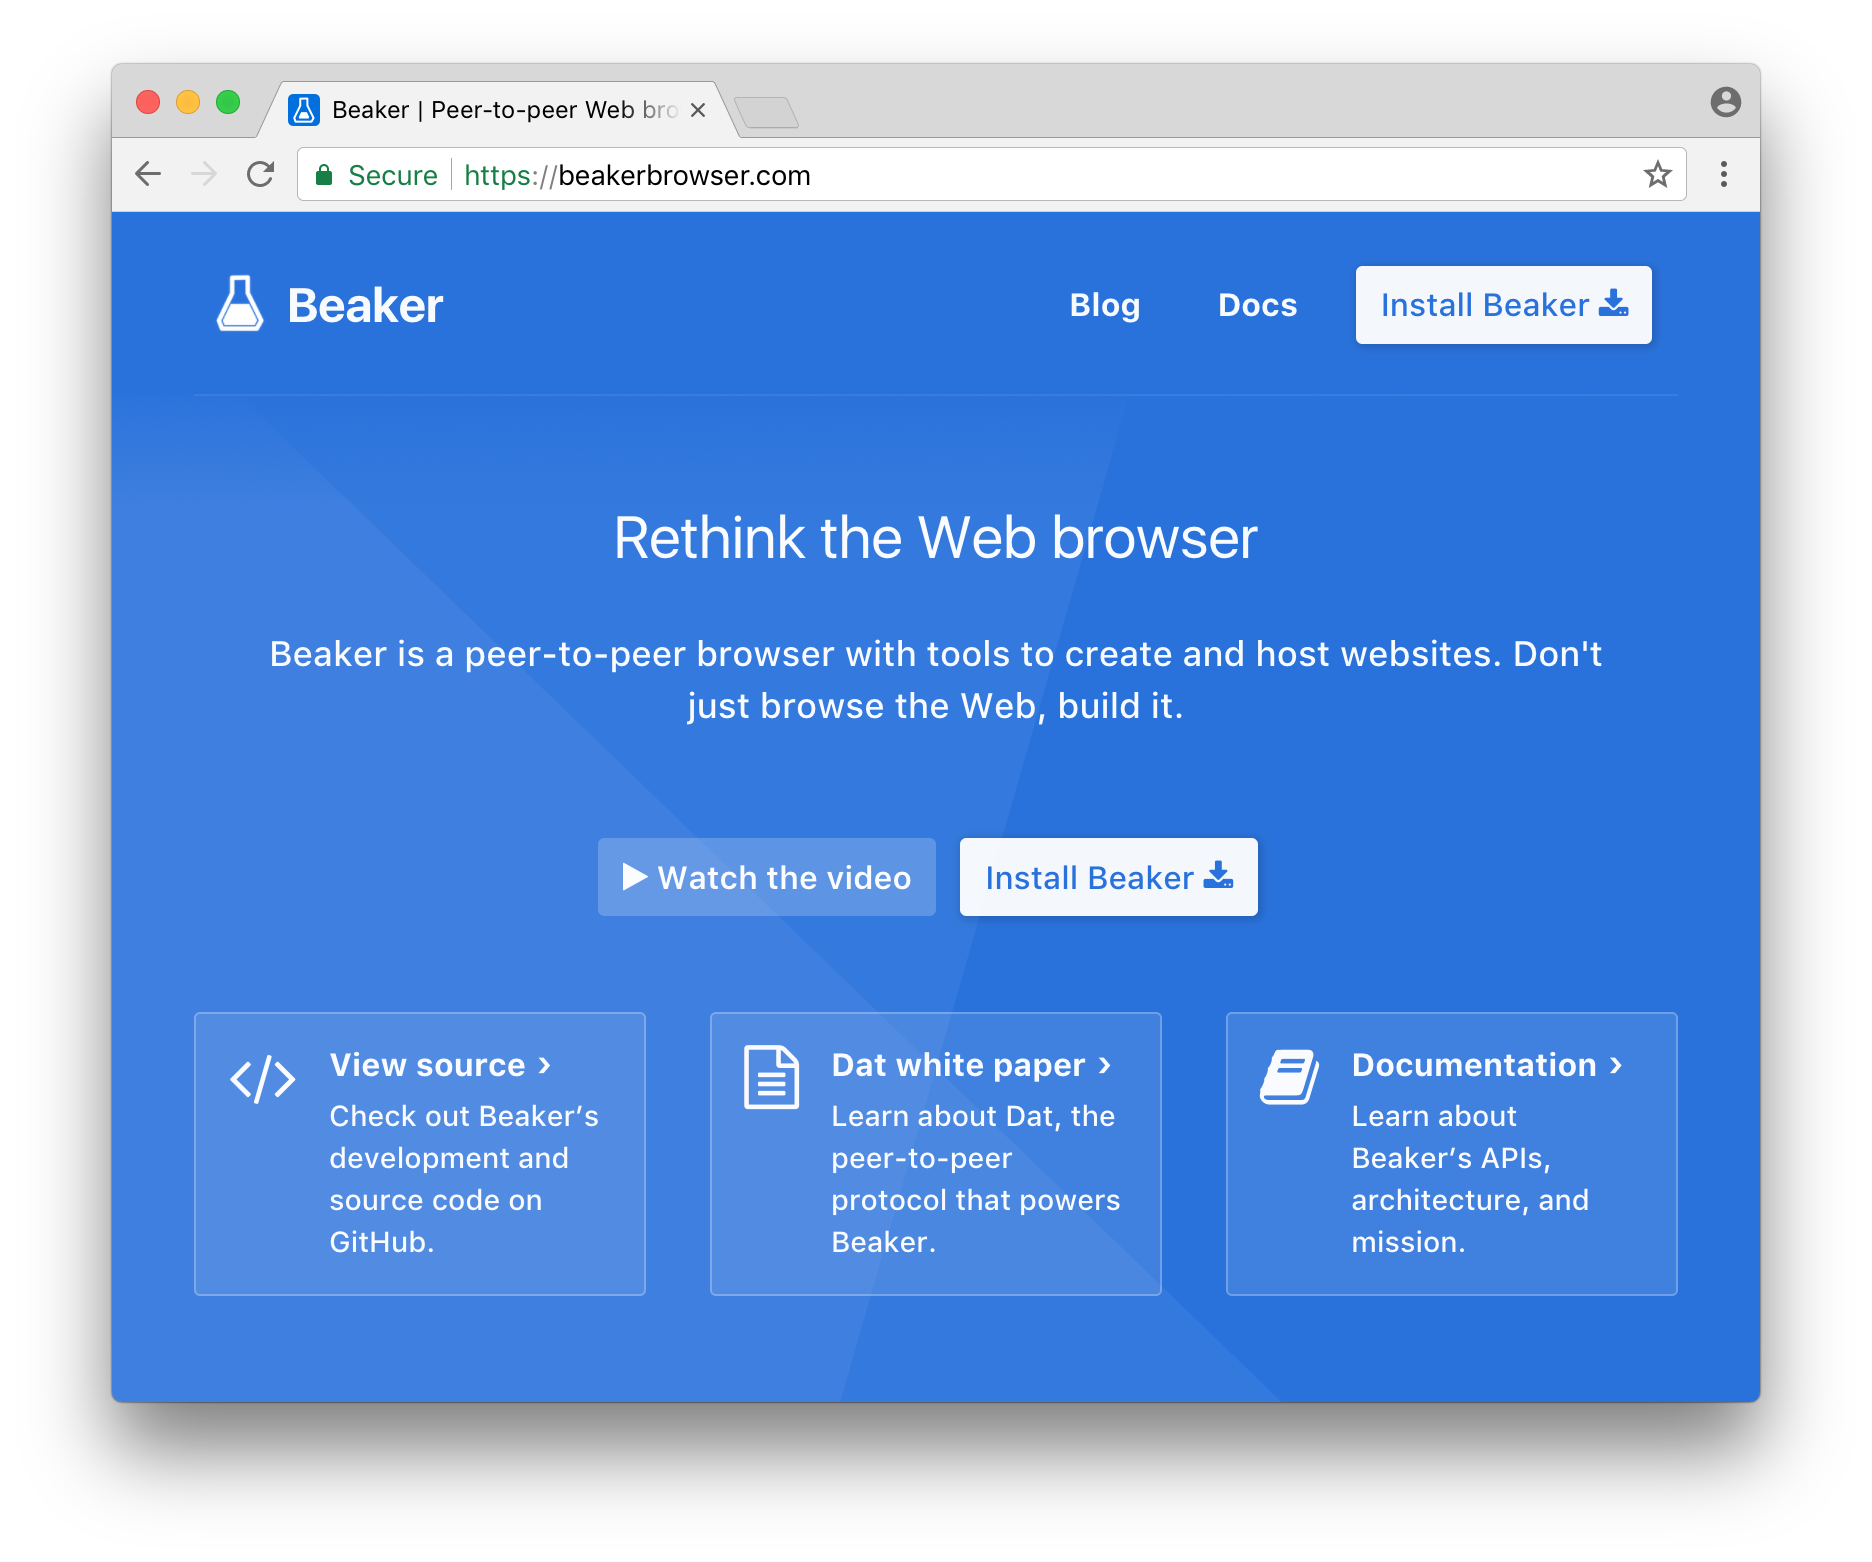 Beaker | Peer-to-peer Web bro
Secure https://beakerbrowser.com
Beaker
Blog
Docs
Install Beaker
Rethink the Web browser
Beaker is a peer-to-peer browser with tools to create and host websites. Don't
just browse the Web, build it.
Watch the video
Install Beaker
View source ›
Check out Beaker’s
development and
source code on
GitHub.
Dat white paper ›
Learn about Dat, the
peer-to-peer
protocol that powers
Beaker.
Documentation ›
Learn about
Beaker’s APIs,
architecture, and
mission.